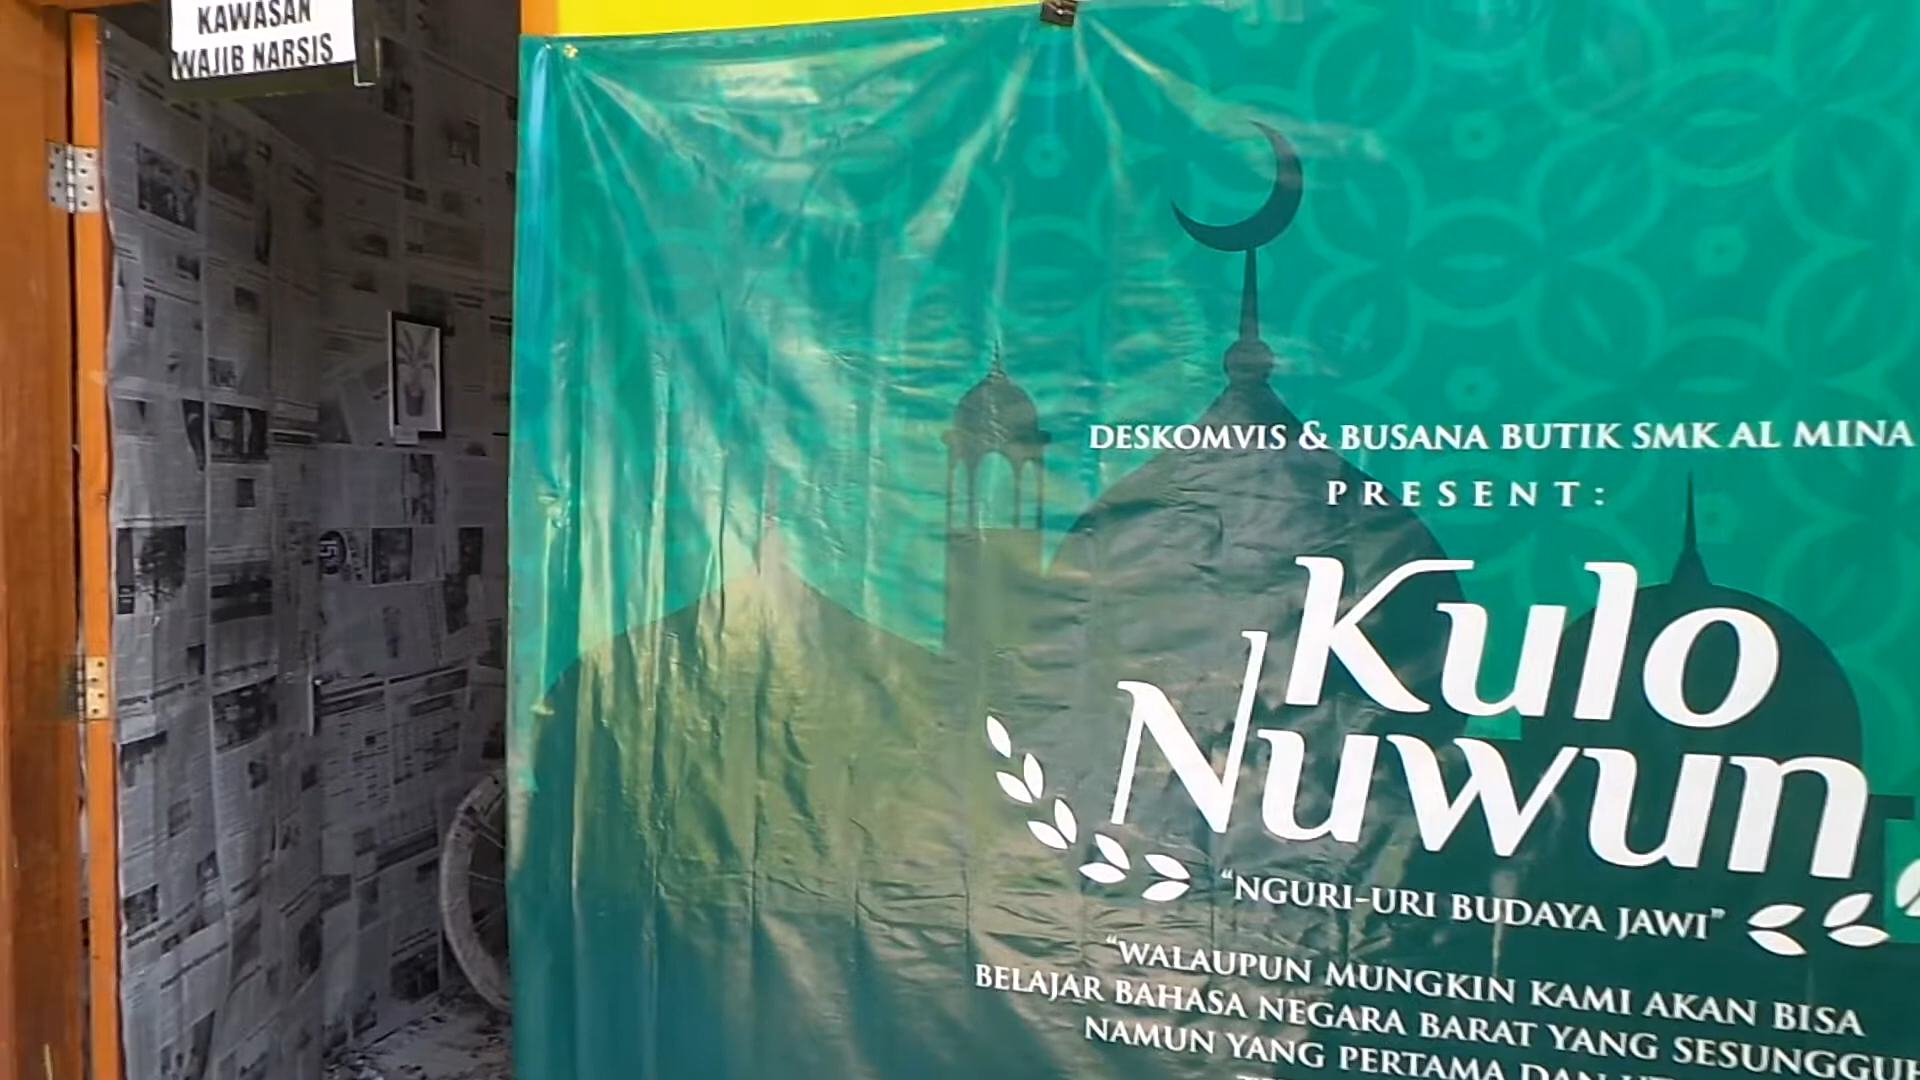 KAWASAN
WAJIB NARSIS
DESKOMVIS & BUSANA BUTIK SMK AL MINA
PRESENT:
Kulo
Nuwun
“NGURI-URI BUDAYA JAWI”
“WALAUPUN MUNGKIN KAMI AKAN BISA
BELAJAR BAHASA NEGARA BARAT YANG
NAMUN YANG PERTAMA DAN